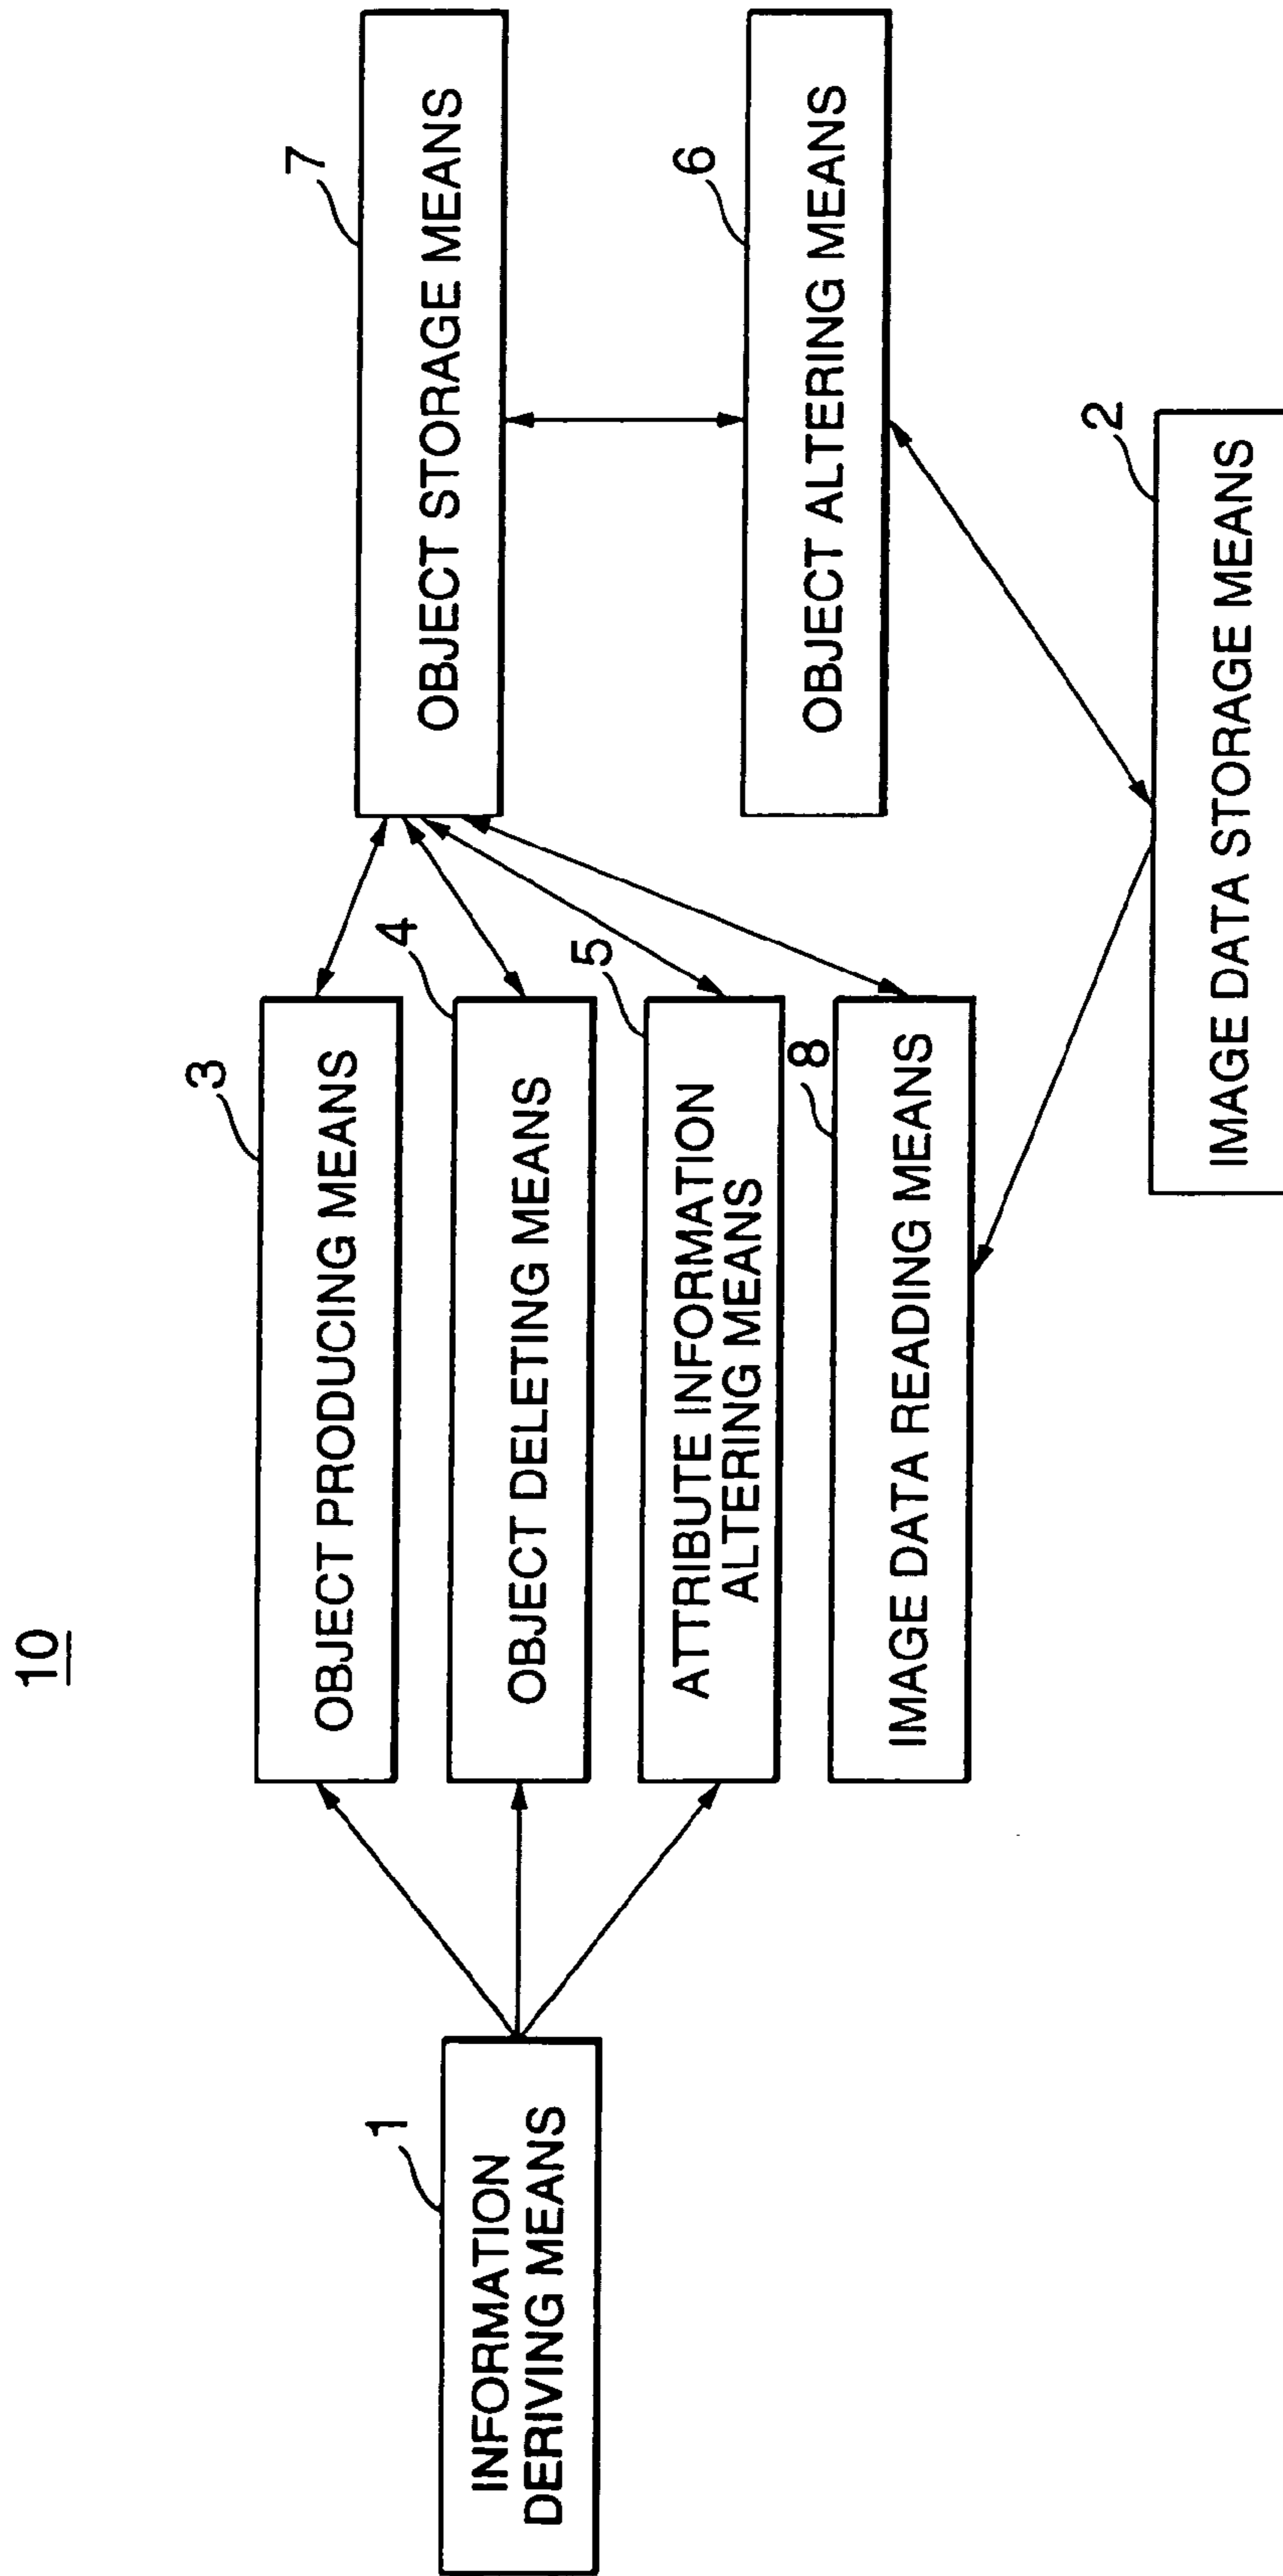 10
1
INFORMATION
DERIVING MEANS
3
OBJECT PRODUCING MEANS
4
OBJECT DELETING MEANS
5
ATTRIBUTE INFORMATION
ALTERING MEANS
8
IMAGE DATA READING MEANS
7
OBJECT STORAGE MEANS
6
OBJECT ALTERING MEANS
2
IMAGE DATA STORAGE MEANS